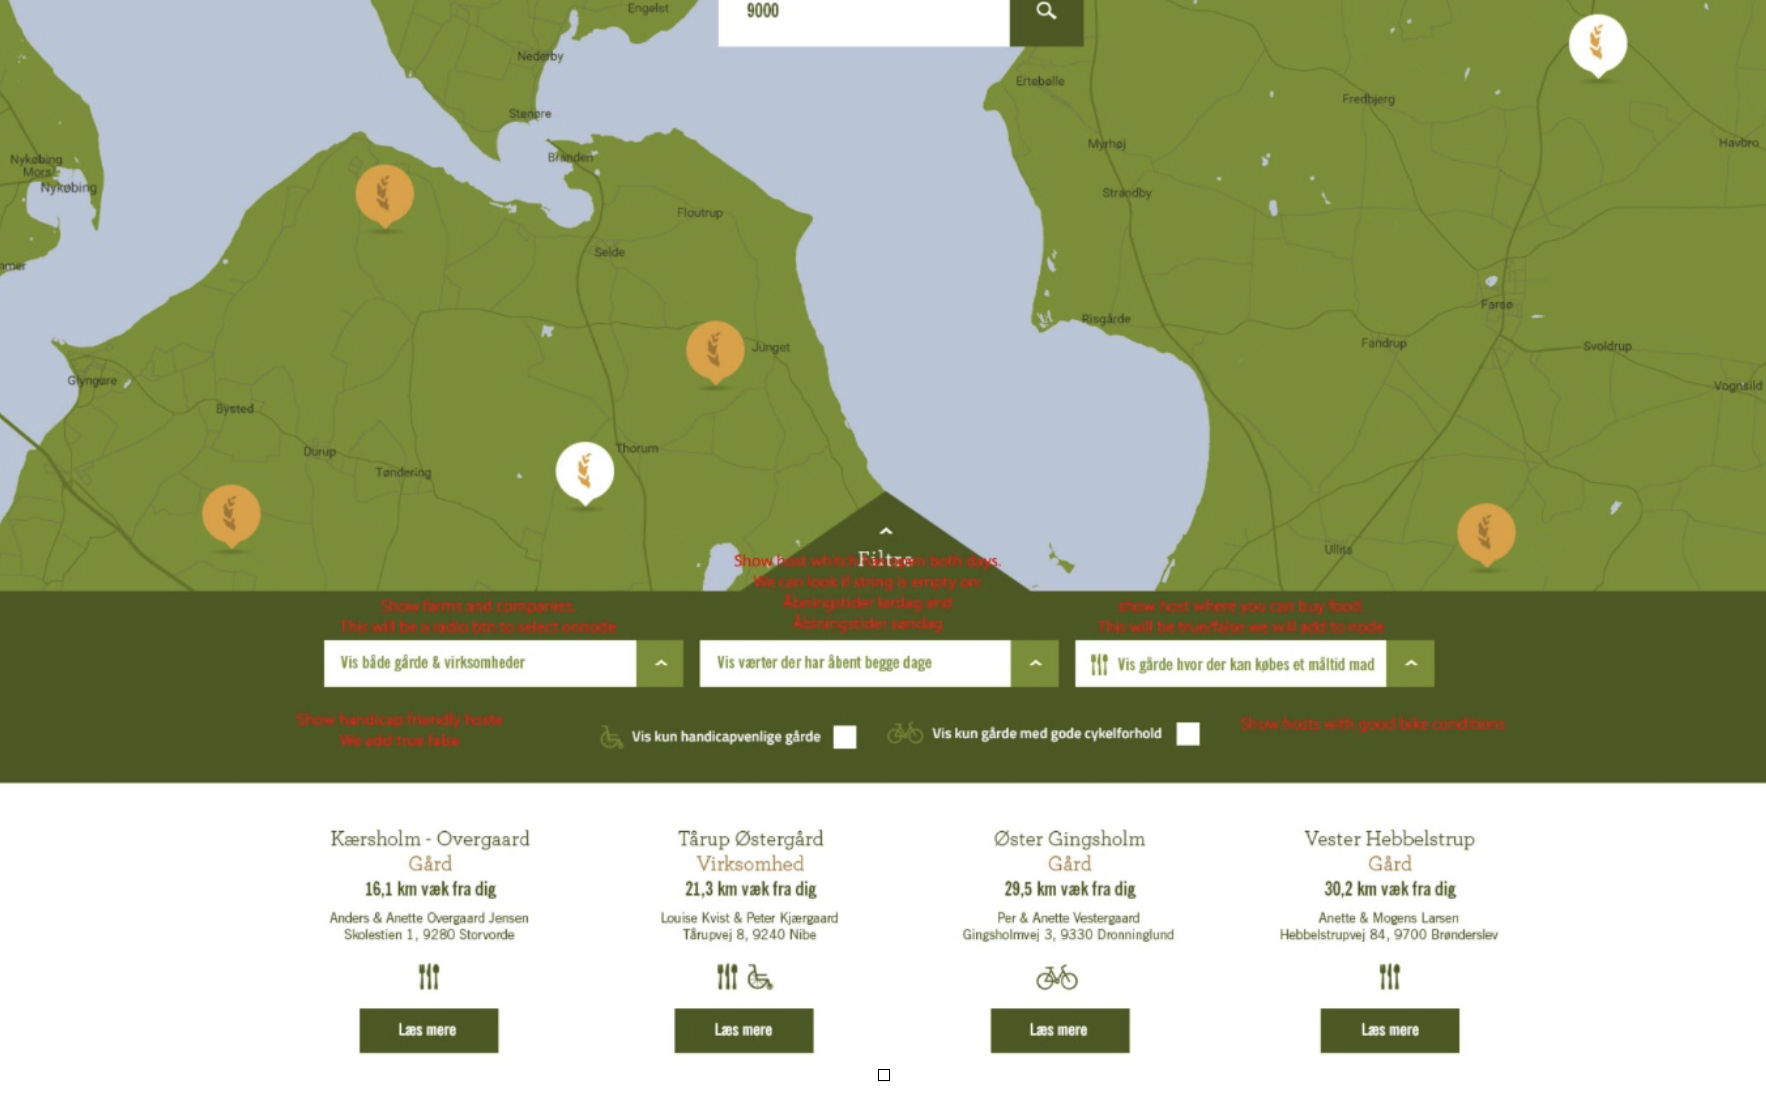 Engelst
9000
Nederby
Ertebølle
Fredbjerg
Stenøre
Myrhøj
Havbro
Nykøbing
Mors
Branden
Nykøbing
Strandby
Floutrup
Selde
mmer
Farsø
Risgårde
Fandrup
Svoldrup
Junget
Glyngøre
Vognsild
Bysted
Durup
Thorum
Tøndering
Ullits
Filtre
Show host whitch has open both days.
We can look if string is empty on:
Åbningstider lørdag and
Åbningstider søndag
Show farms and companies.
This will be a radio btn to select onnode
show host where you can buy food.
This will be true/false we will add to node
Vis både gårde & virksomheder
Vis værter der har åbent begge dage
Vis gårde hvor der kan købes et måltid mad
Show handicap friendly hosts
We add true false
Vis kun handicapvenlige gårde
Vis kun gårde med gode cykelforhold
Show hosts with good bike conditions
Kærsholm - Overgaard
Gård
16,1 km væk fra dig
Anders & Anette Overgaard Jensen
Skolestien 1, 9280 Storvorde
Læs mere
Tårup Østergård
Virksomhed
21,3 km væk fra dig
Louise Kvist & Peter Kjærgaard
Tårupvej 8, 9240 Nibe
Læs mere
Øster Gingsholm
Gård
29,5 km væk fra dig
Per & Anette Vestergaard
Gingsholmvej 3, 9330 Dronninglund
Læs mere
Vester Hebbelstrup
Gård
30,2 km væk fra dig
Anette & Mogens Larsen
Hebbelstrupvej 84, 9700 Brønderslev
Læs mere